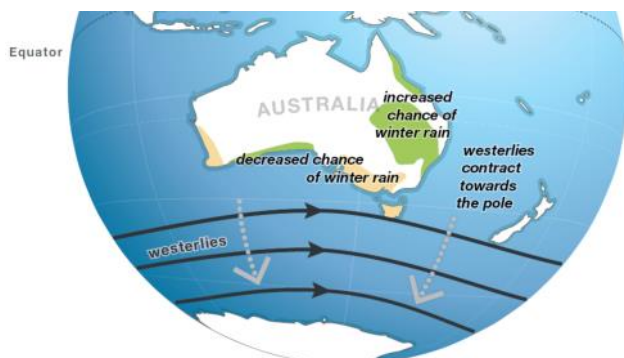 Equator
AUSTRALIA
increased
chance of
winter rain
decreased chance
of winter rain
westerlies
contract
towards
the pole
westerlies